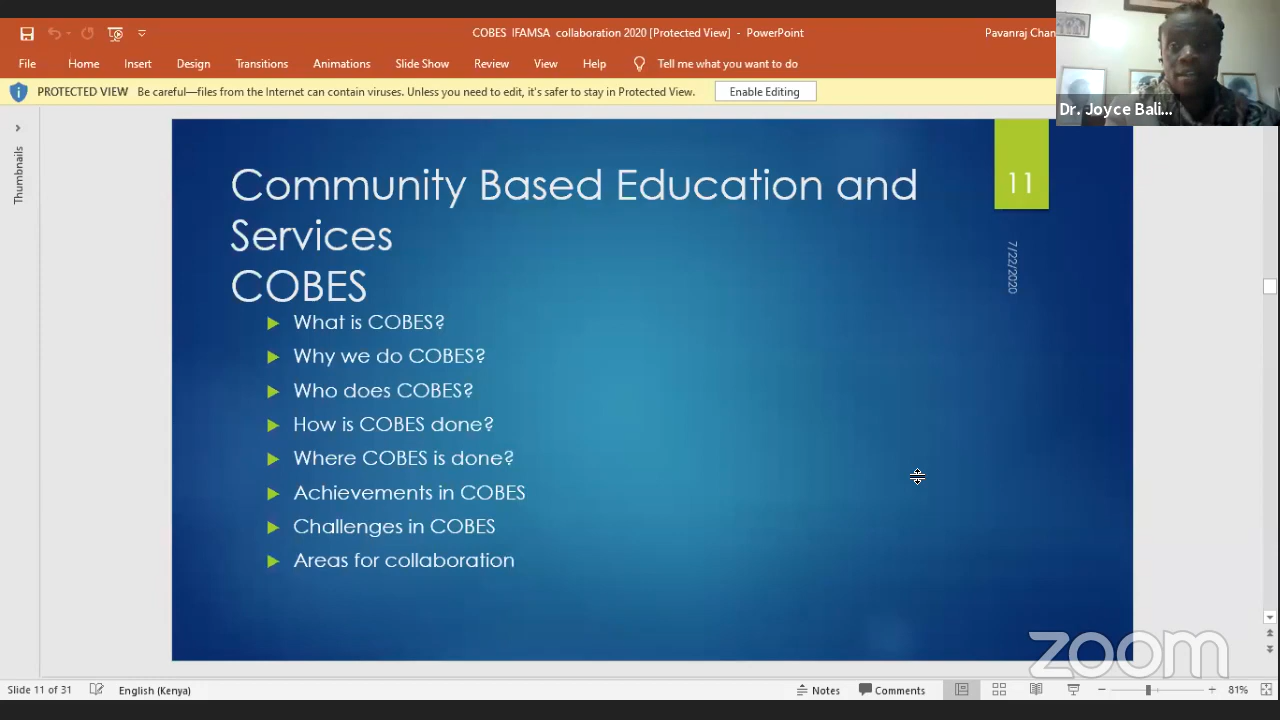 COBES IFAMSA collaboration 2020 [Protected View] - PowerPoint
Pavanraj Chan
File Home Insert Design Transitions Animations Slide Show Review View Help Tell me what you want to do
PROTECTED VIEW Be careful—files from the Internet can contain viruses. Unless you need to edit, it's safer to stay in Protected View. Enable Editing
Dr. Joyce Bali...
Thumbnails
Community Based Education and
Services
COBES
11
7/22/2020
What is COBES?
Why we do COBES?
Who does COBES?
How is COBES done?
Where COBES is done?
Achievements in COBES
Challenges in COBES
Areas for collaboration
zoom
Slide 11 of 31 English (Kenya) Notes Comments 81%